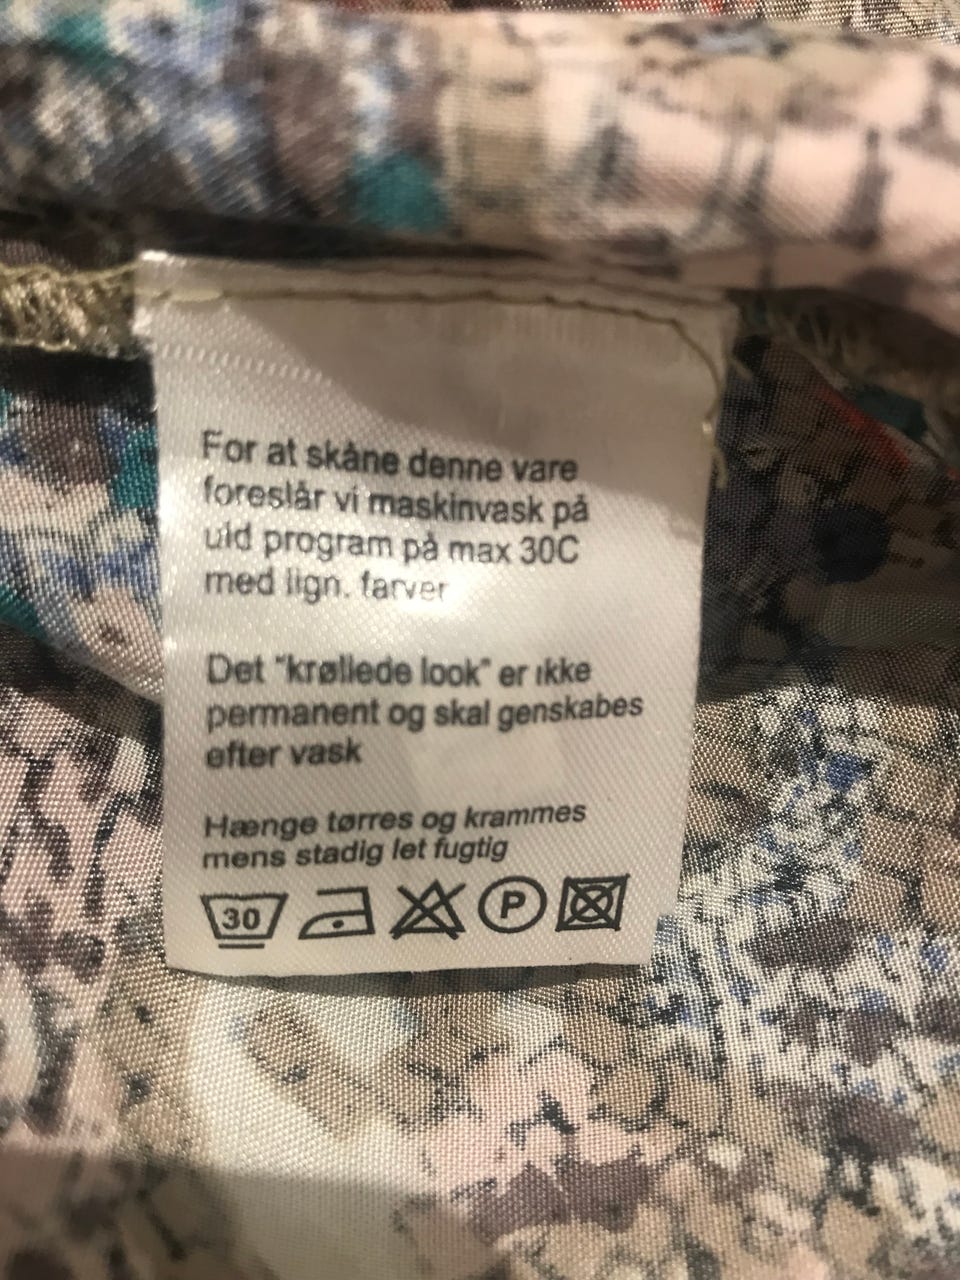 For at skåne denne vare
foreslår vi maskinvask på
uld program på max 30C
med lign. farver
Det "krøllede look" er ikke
permanent og skal genskabes
efter vask
Hænge tørres og krammes
mens stadig let fugtig
30 P